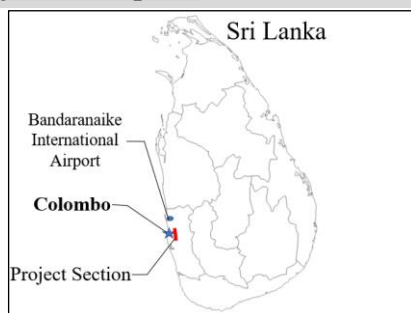 Sri Lanka
Bandaranaike
International
Airport
Colombo
Project Section